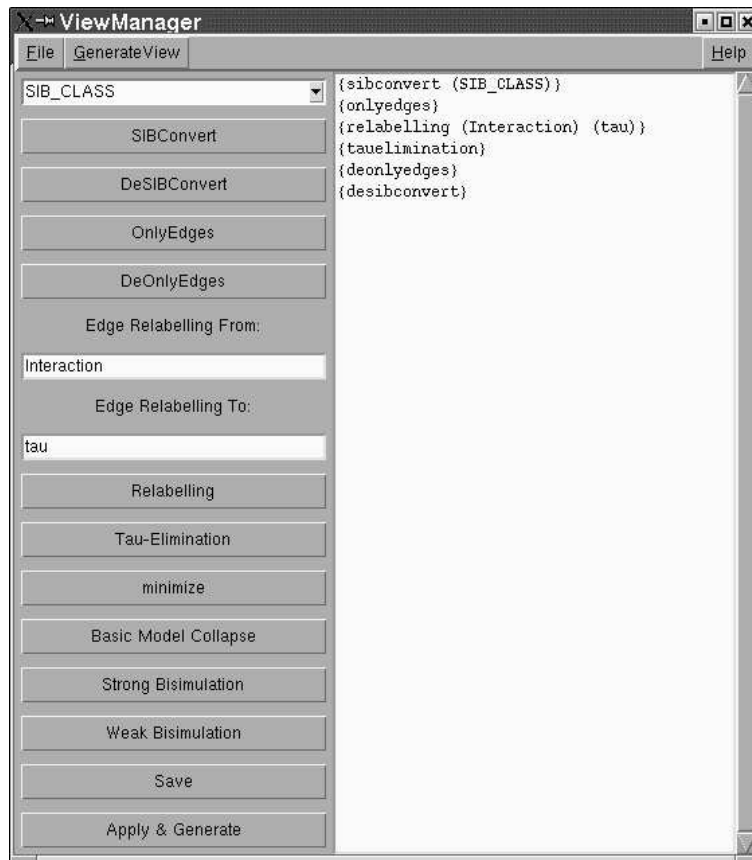 ViewManager
File GenerateView Help
SIB_CLASS
SIBConvert
DeSIBConvert
OnlyEdges
DeOnlyEdges
Edge Relabelling From:
Interaction
Edge Relabelling To:
tau
Relabelling
Tau-Elimination
minimize
Basic Model Collapse
Strong Bisimulation
Weak Bisimulation
Save
Apply & Generate
{sibconvert (SIB_CLASS)}
{onlyedges}
{relabelling (Interaction) (tau)}
{tauelimination}
{deonlyedges}
{desibconvert}